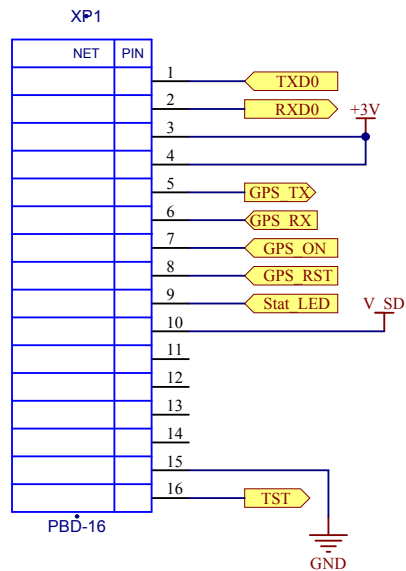 XP1
NET PIN
1 TXD0
2 RXD0
+3V
3
4
5 GPS_TX
6 GPS_RX
7 GPS_ON
8 GPS_RST
9 Stat_LED
V_SD
10
11
12
13
14
15
16 TST
PBD-16
GND